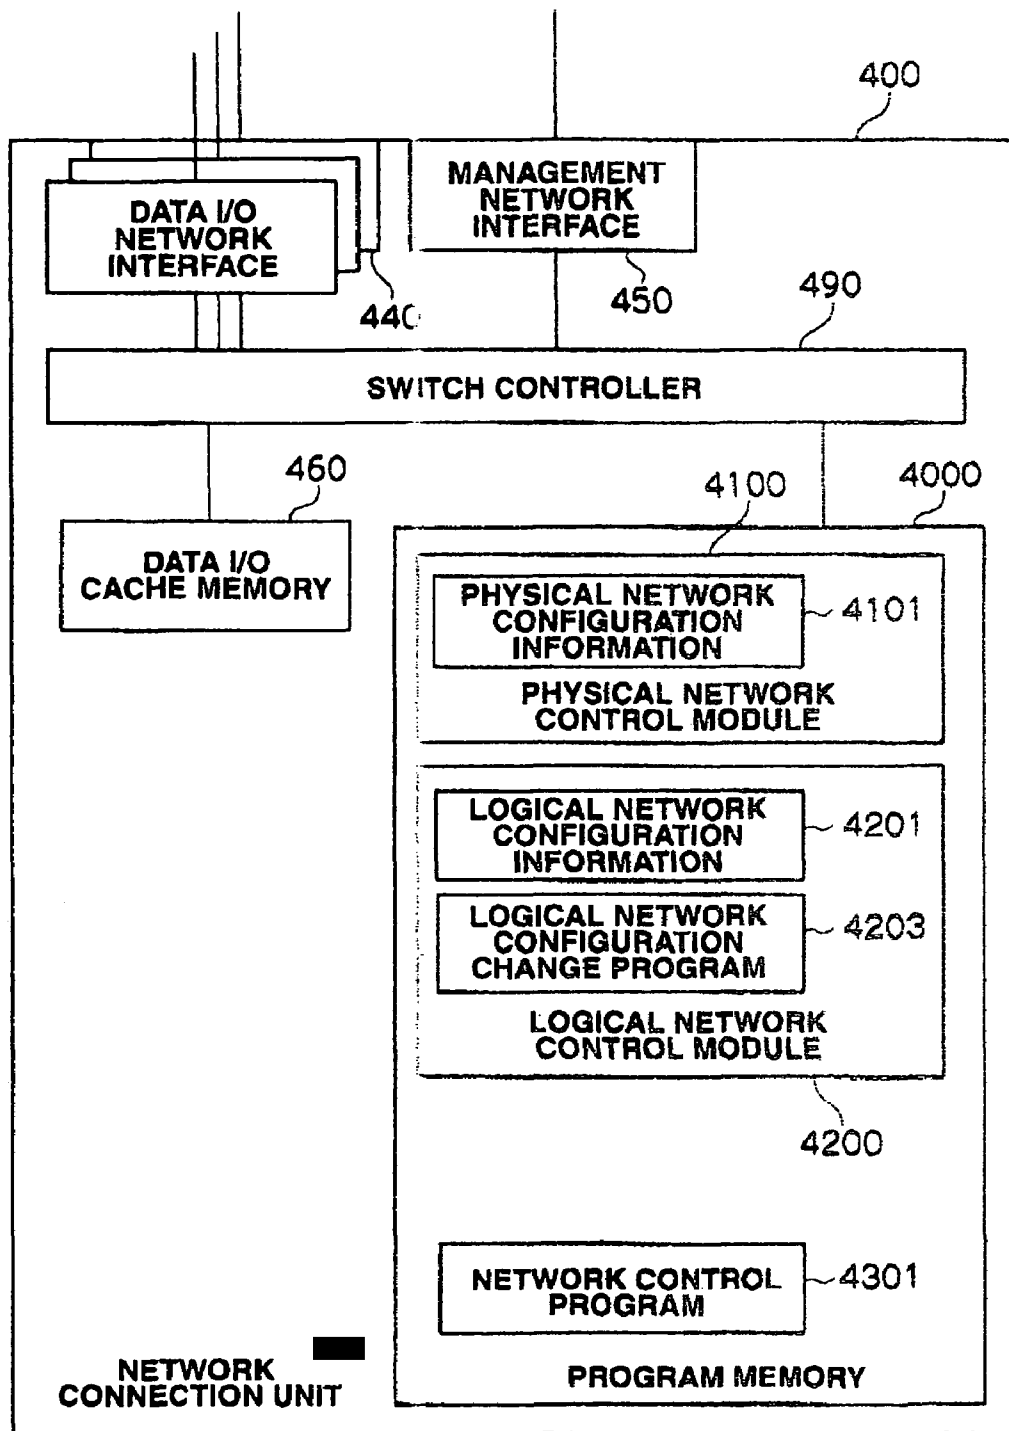 400
MANAGEMENT
NETWORK
INTERFACE
DATA I/O
NETWORK
INTERFACE
440
450
490
SWITCH CONTROLLER
460
4100
4000
DATA I/O
CACHE MEMORY
PHYSICAL NETWORK
CONFIGURATION
INFORMATION
4101
PHYSICAL NETWORK
CONTROL MODULE
LOGICAL NETWORK
CONFIGURATION
INFORMATION
4201
LOGICAL NETWORK
CONFIGURATION
CHANGE PROGRAM
4203
LOGICAL NETWORK
CONTROL MODULE
4200
NETWORK CONTROL
PROGRAM
4301
NETWORK
CONNECTION UNIT
PROGRAM MEMORY